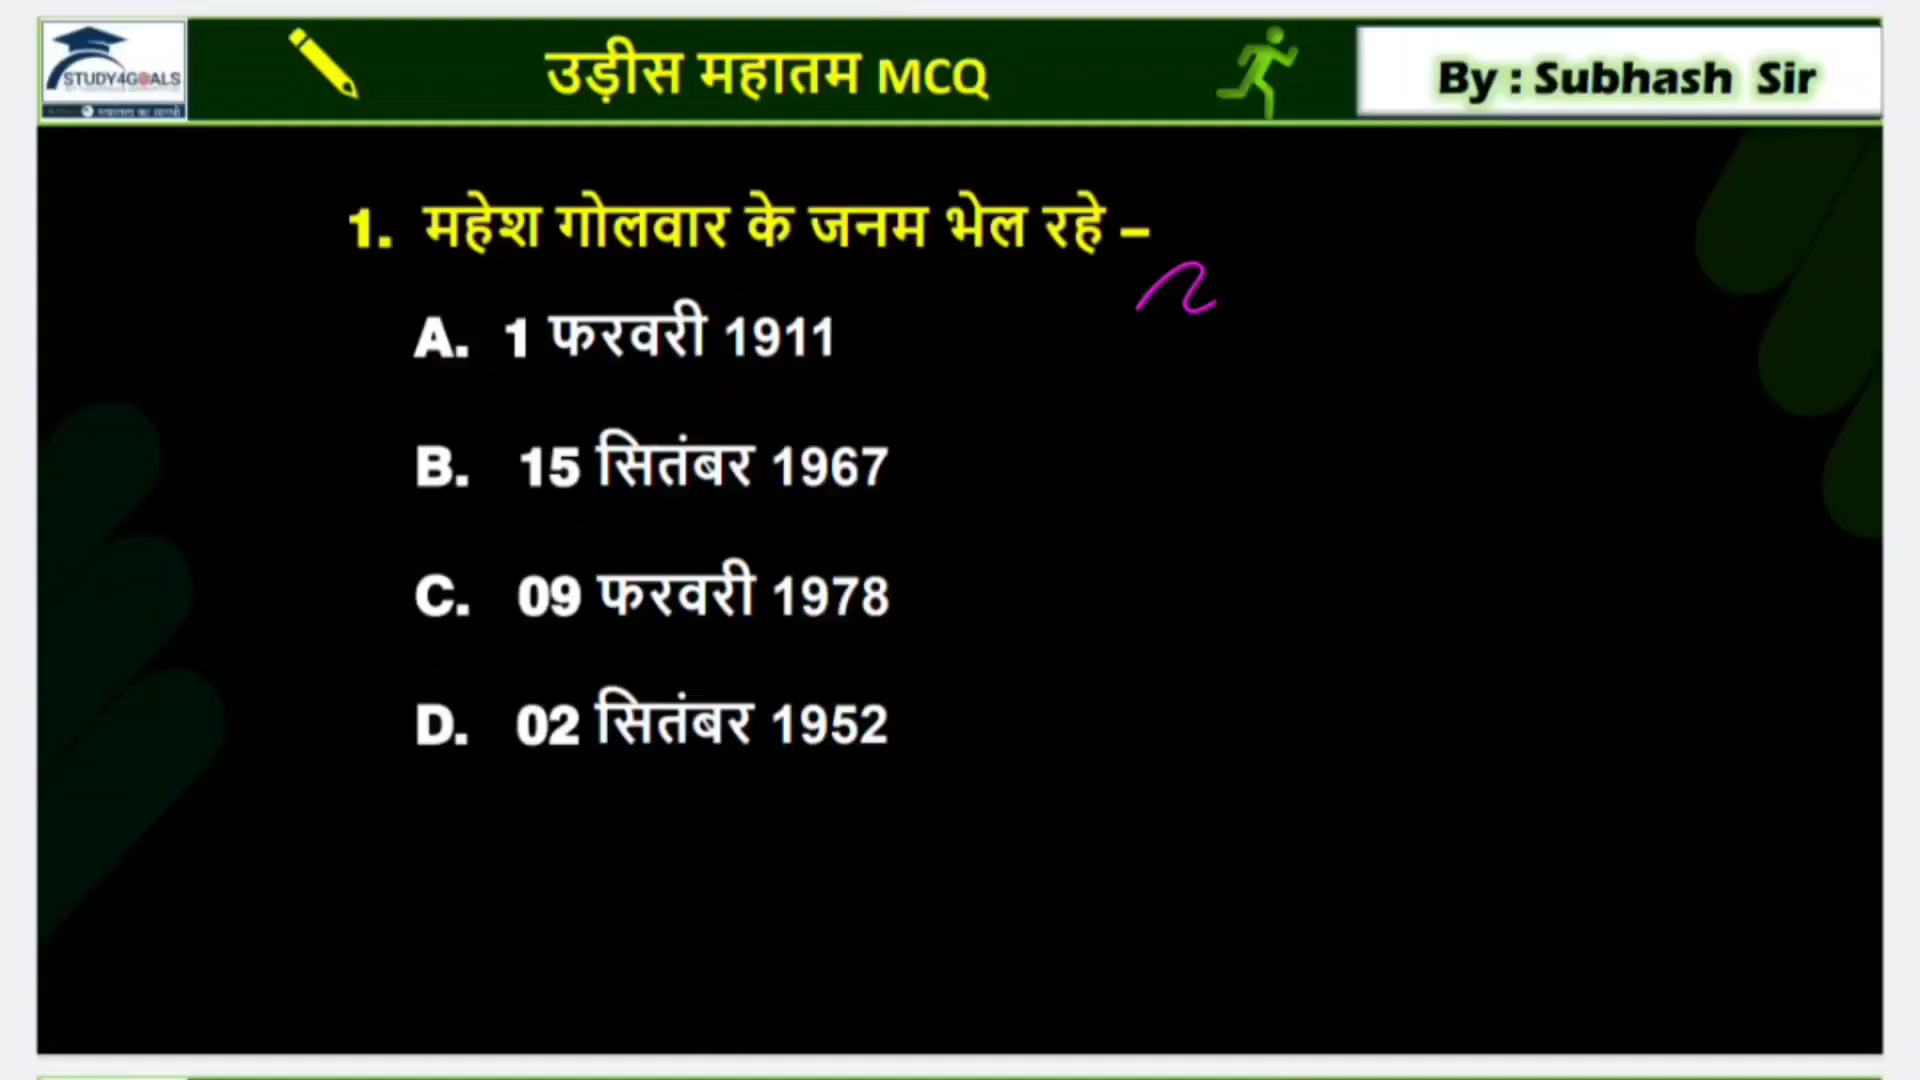 STUDY4GOALS
उड़ीस महातम MCQ
By : Subhash Sir
1. महेश गोलवार के जनम भेल रहे –
A. 1 फरवरी 1911
B. 15 सितंबर 1967
C. 09 फरवरी 1978
D. 02 सितंबर 1952